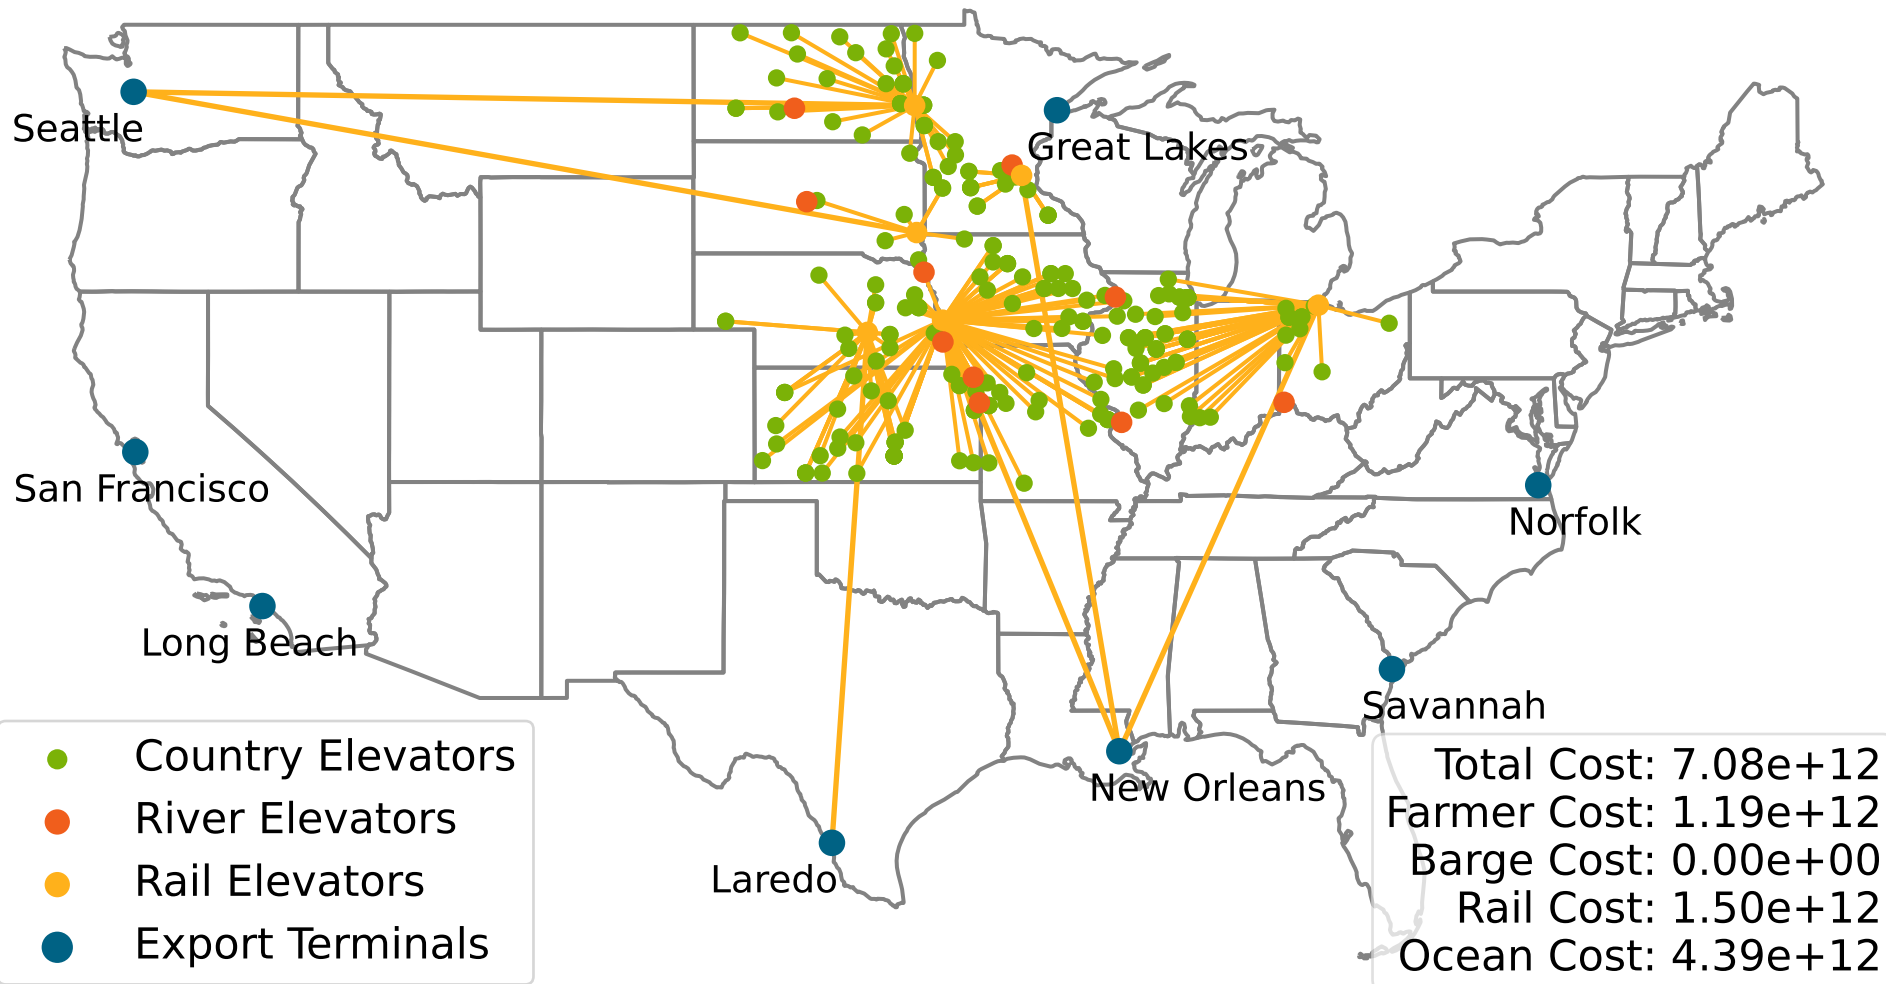 Seattle
Great Lakes
San Francisco
Norfolk
Long Beach
Savannah
New Orleans
Laredo
Country Elevators
River Elevators
Rail Elevators
Export Terminals
Total Cost: 7.08e+12
Farmer Cost: 1.19e+12
Barge Cost: 0.00e+00
Rail Cost: 1.50e+12
Ocean Cost: 4.39e+12